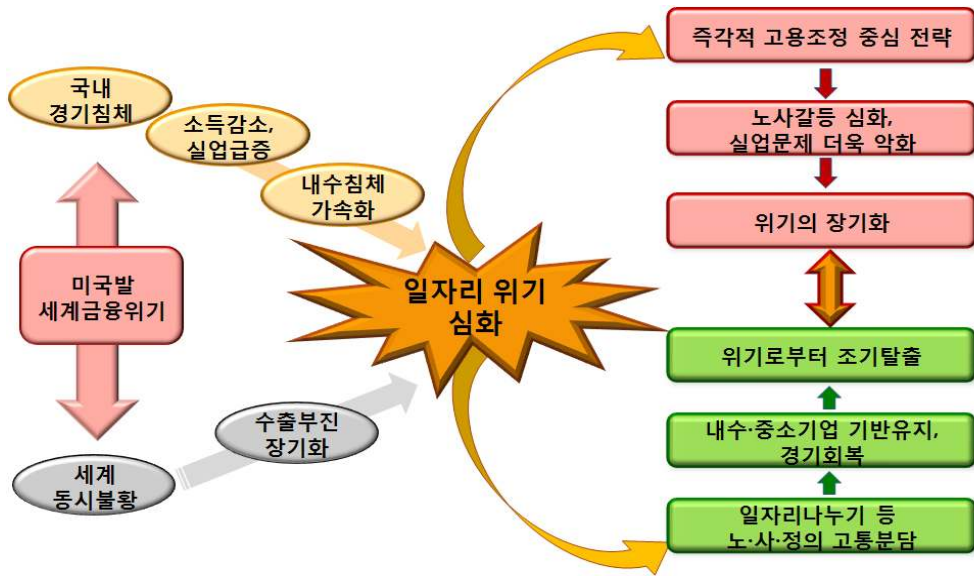 국내
경기침체
소득감소,
실업급증
내수침체
가속화
미국발
세계금융위기
세계
동시불황
수출부진
장기화
일자리 위기
심화
즉각적 고용조정 중심 전략
노사갈등 심화,
실업문제 더욱 악화
위기의 장기화
위기로부터 조기탈출
내수·중소기업 기반유지,
경기회복
일자리나누기 등
노·사·정의 고통분담